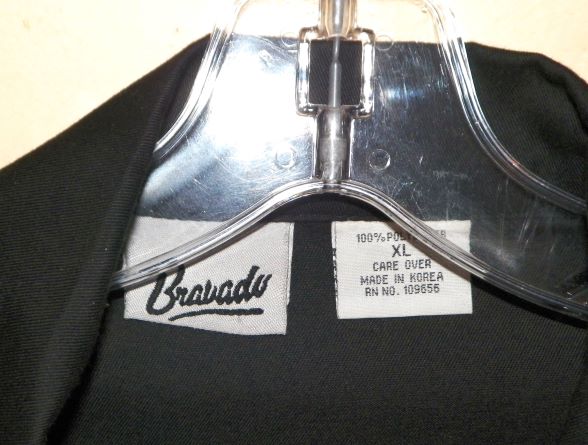 Bravado
100% POLYESTER
XL
CARE OVER
MADE IN KOREA
RN NO. 109656